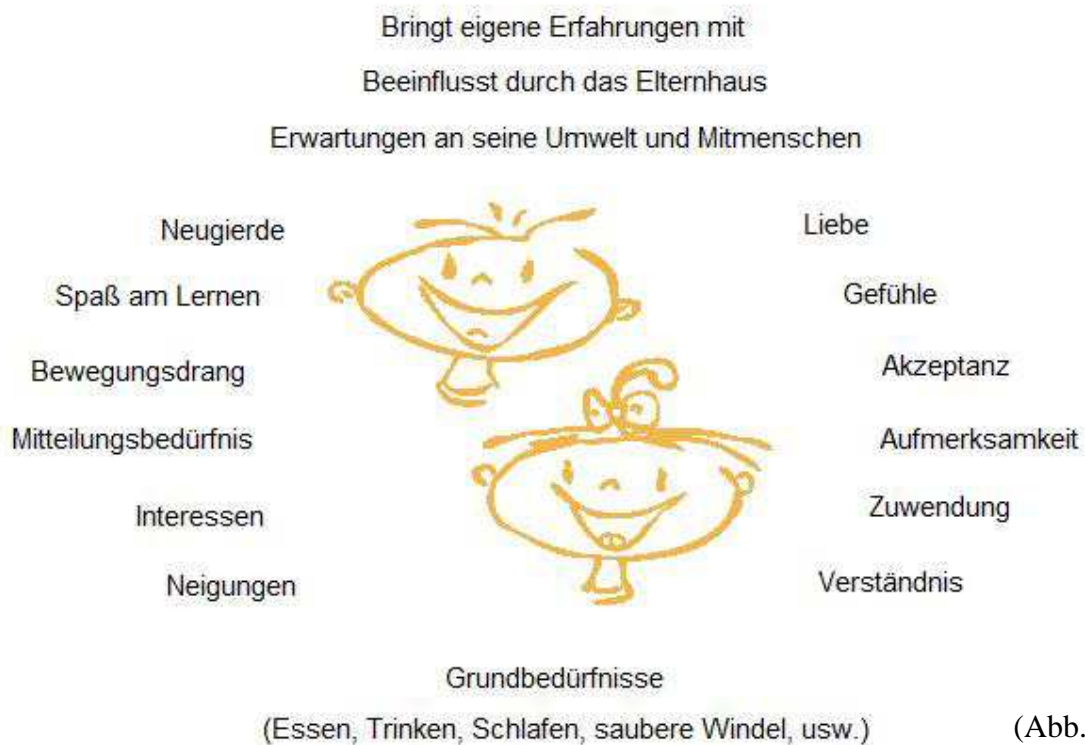 Bringt eigene Erfahrungen mit
Beeinflusst durch das Elternhaus
Erwartungen an seine Umwelt und Mitmenschen
Neugierde
Spaß am Lernen
Bewegungsdrang
Mitteilungsbedürfnis
Interessen
Neigungen
Liebe
Gefühle
Akzeptanz
Aufmerksamkeit
Zuwendung
Verständnis
Grundbedürfnisse
(Essen, Trinken, Schlafen, saubere Windel, usw.) (Abb.